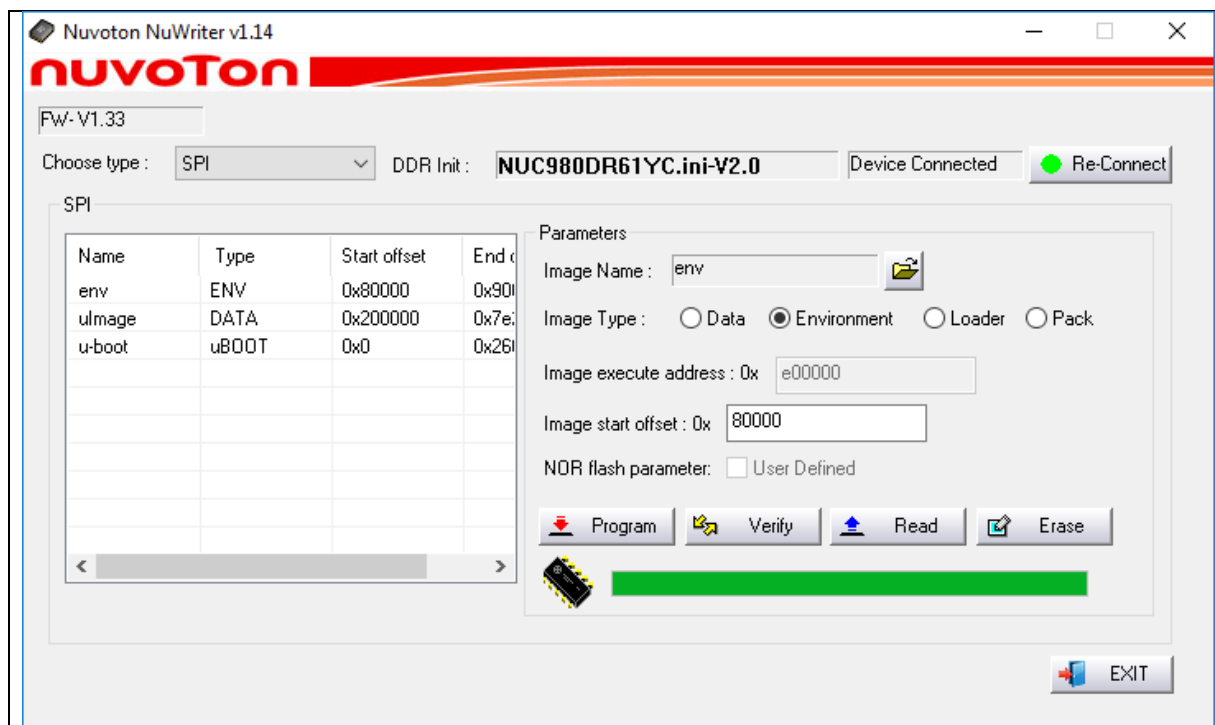 Nuvoton NuWriter v1.14
nuvoTon
FW-V1.33
Choose type : SPI DDR Init : NUC980DR61YC.ini-V2.0 Device Connected Re-Connect
SPI
Name Type Start offset End
env ENV 0x80000
uImage DATA 0x200000
u-boot uBOOT 0x0
Parameters
Image Name : env
Image Type : Data Environment Loader Pack
Image execute address : 0x e00000
Image start offset : 0x 80000
NOR flash parameter: User Defined
Program Verify Read Erase
EXIT